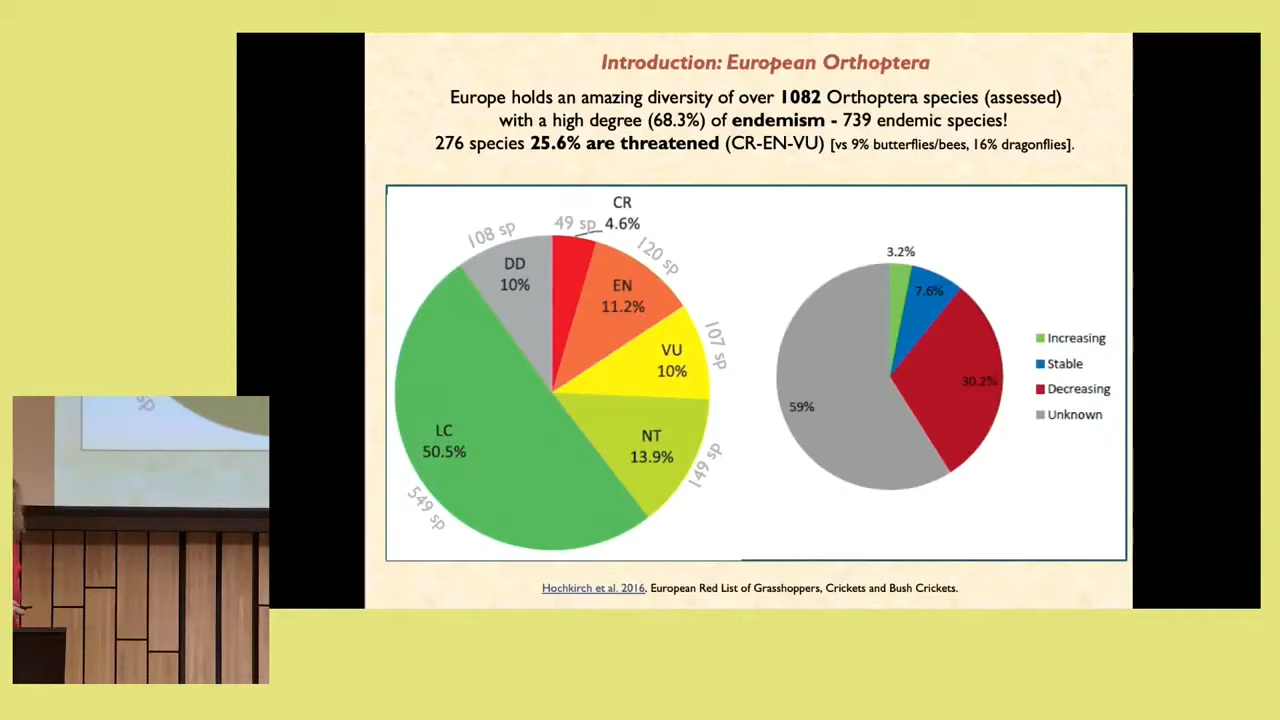 Introduction: European Orthoptera
Europe holds an amazing diversity of over 1082 Orthoptera species (assessed)
with a high degree (68.3%) of endemism - 739 endemic species!
276 species 25.6% are threatened (CR-EN-VU) [vs 9% butterflies/bees, 16% dragonflies].
108 sp
49 sp
CR
4.6%
120 sp
DD
10%
EN
11.2%
107 sp
VU
10%
LC
50.5%
NT
13.9%
149 sp
549 sp
3.2%
7.6%
30.2%
59%
Increasing
Stable
Decreasing
Unknown
Hochkirch et al. 2016. European Red List of Grasshoppers, Crickets and Bush Crickets.
sp